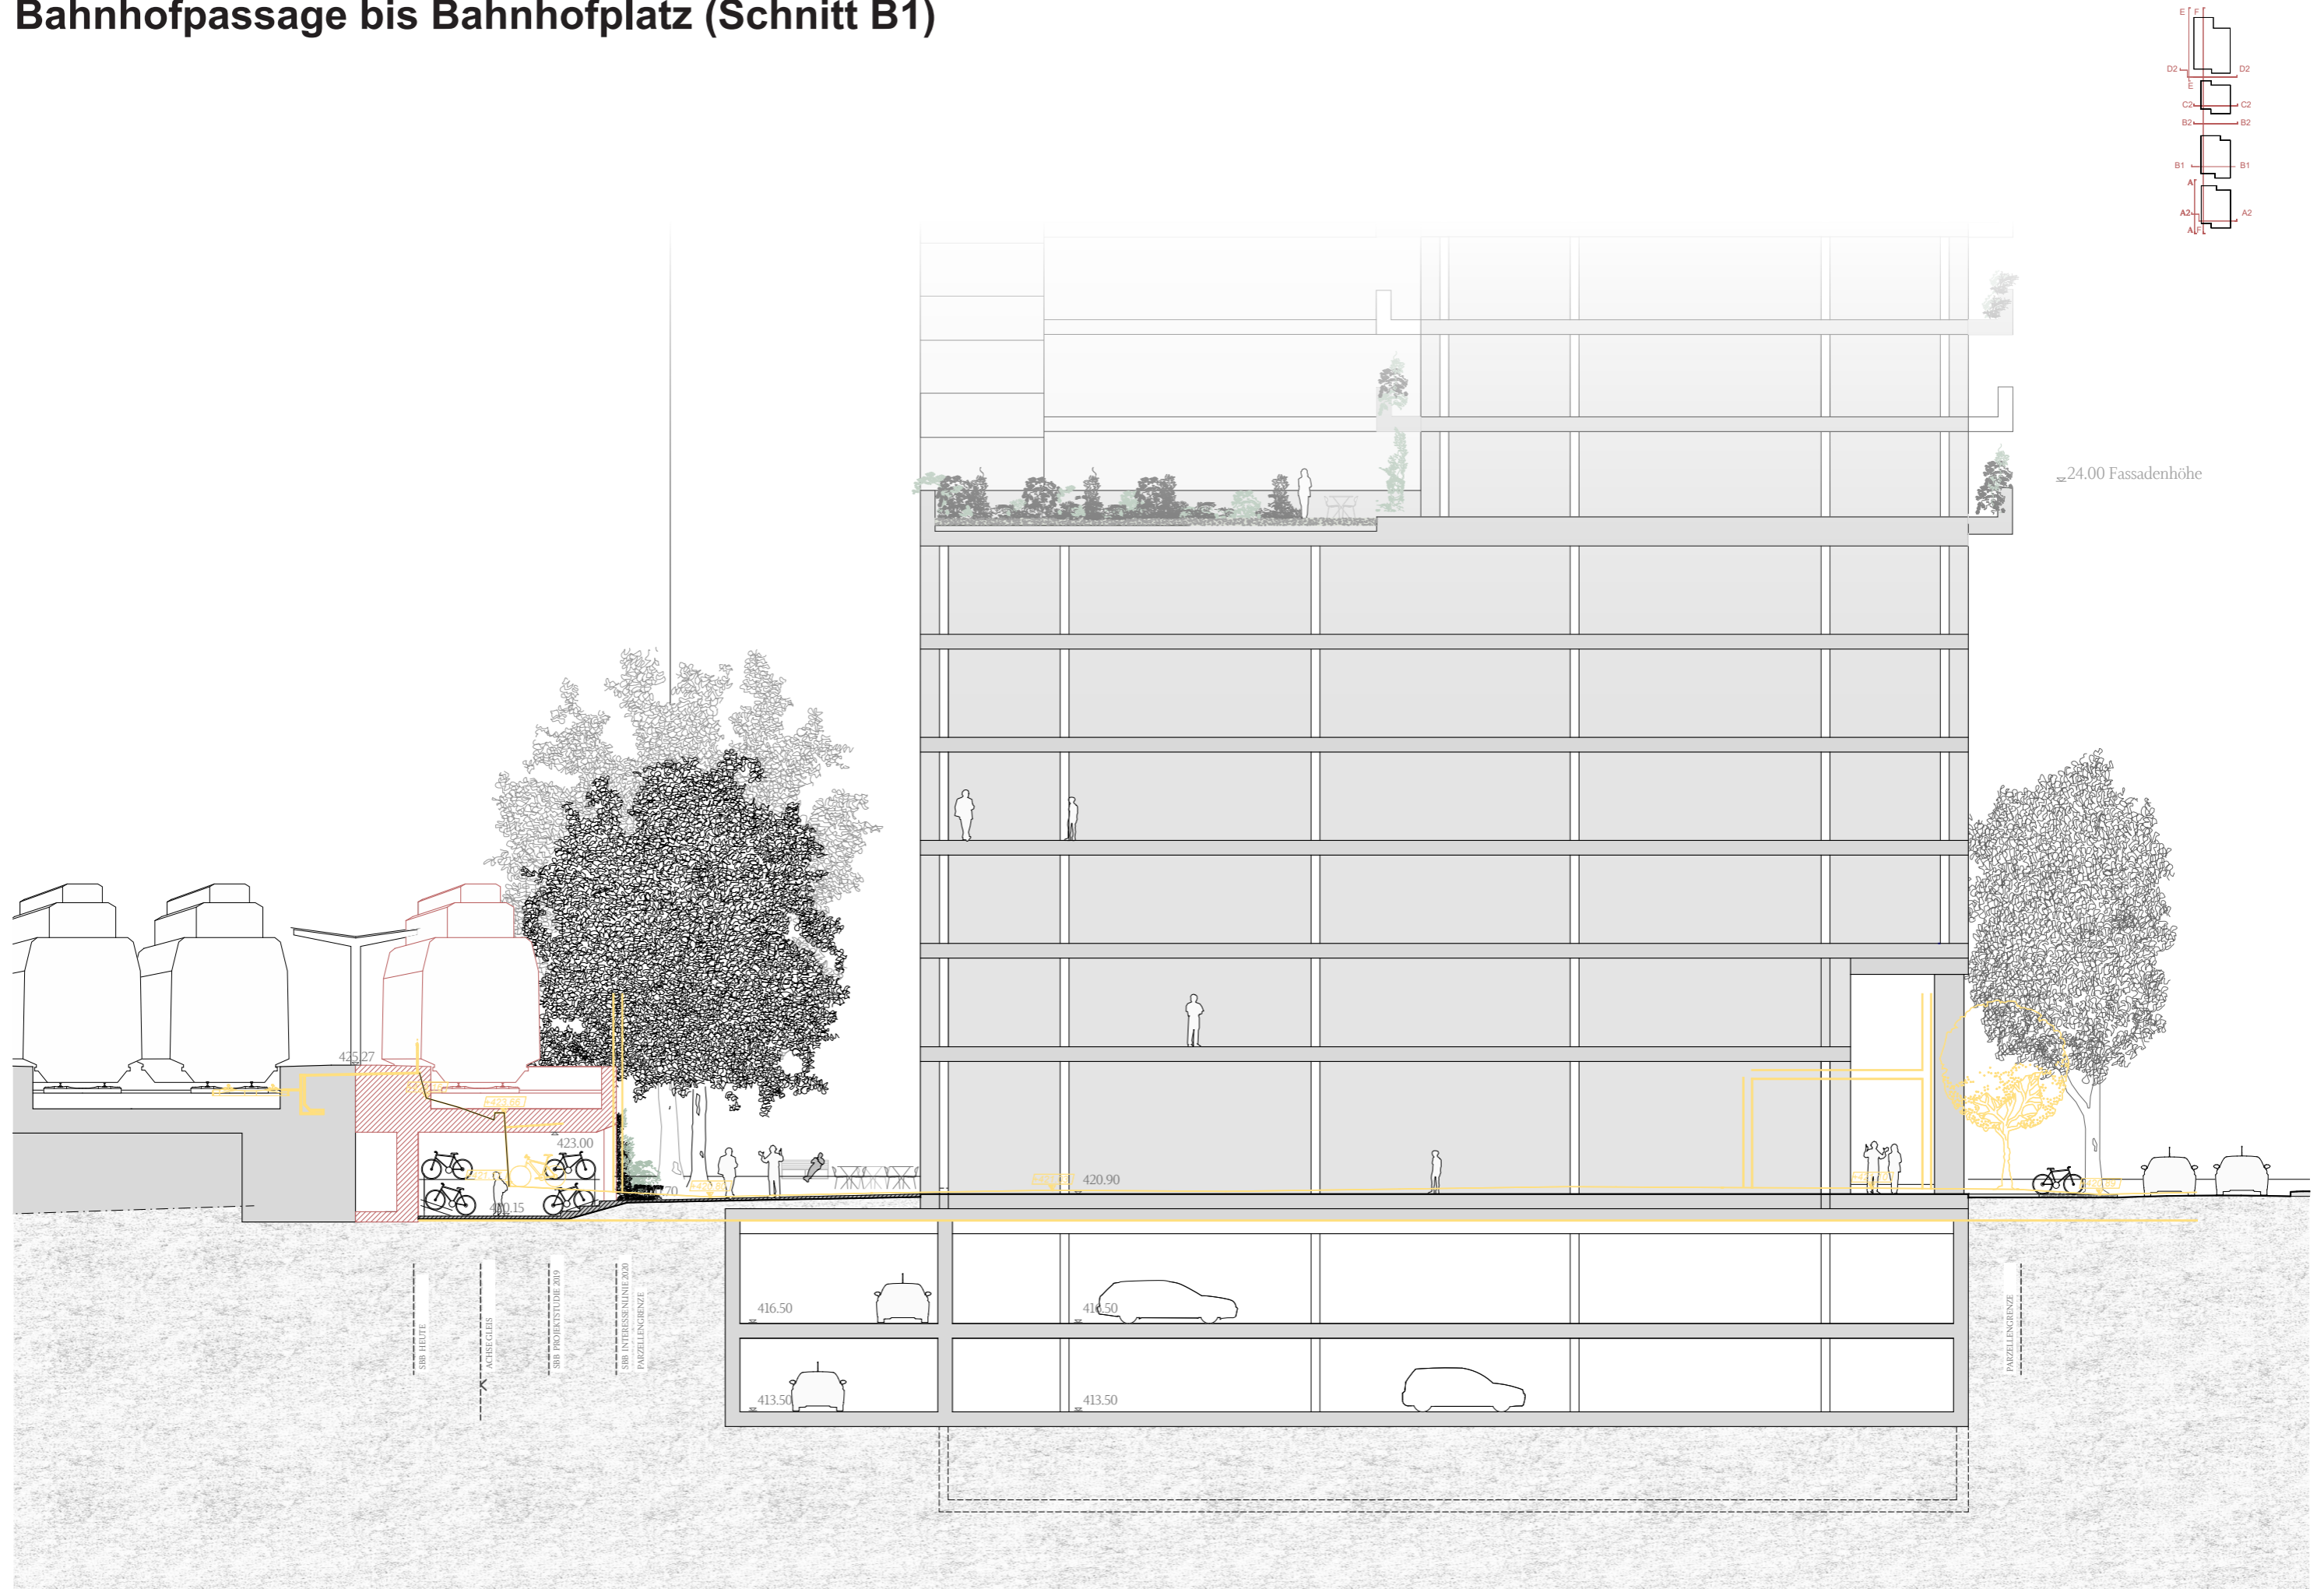 Bahnhofpassage bis Bahnhofplatz (Schnitt B1)
E F
D2 D2
E
C2 C2
B2 B2
B1 B1
A
A2 A2
A F
24.00 Fassadenhöhe
425.27
+423.66
423.00
420.90
416.50
413.50
413.50
SBB HEUTE
ACHSE GLEIS
SBB PROJEKTSTUDIE 2019
SBB INTERESSENLINIE 2020
PARZELLENGRENZE
PARZELLENGRENZE